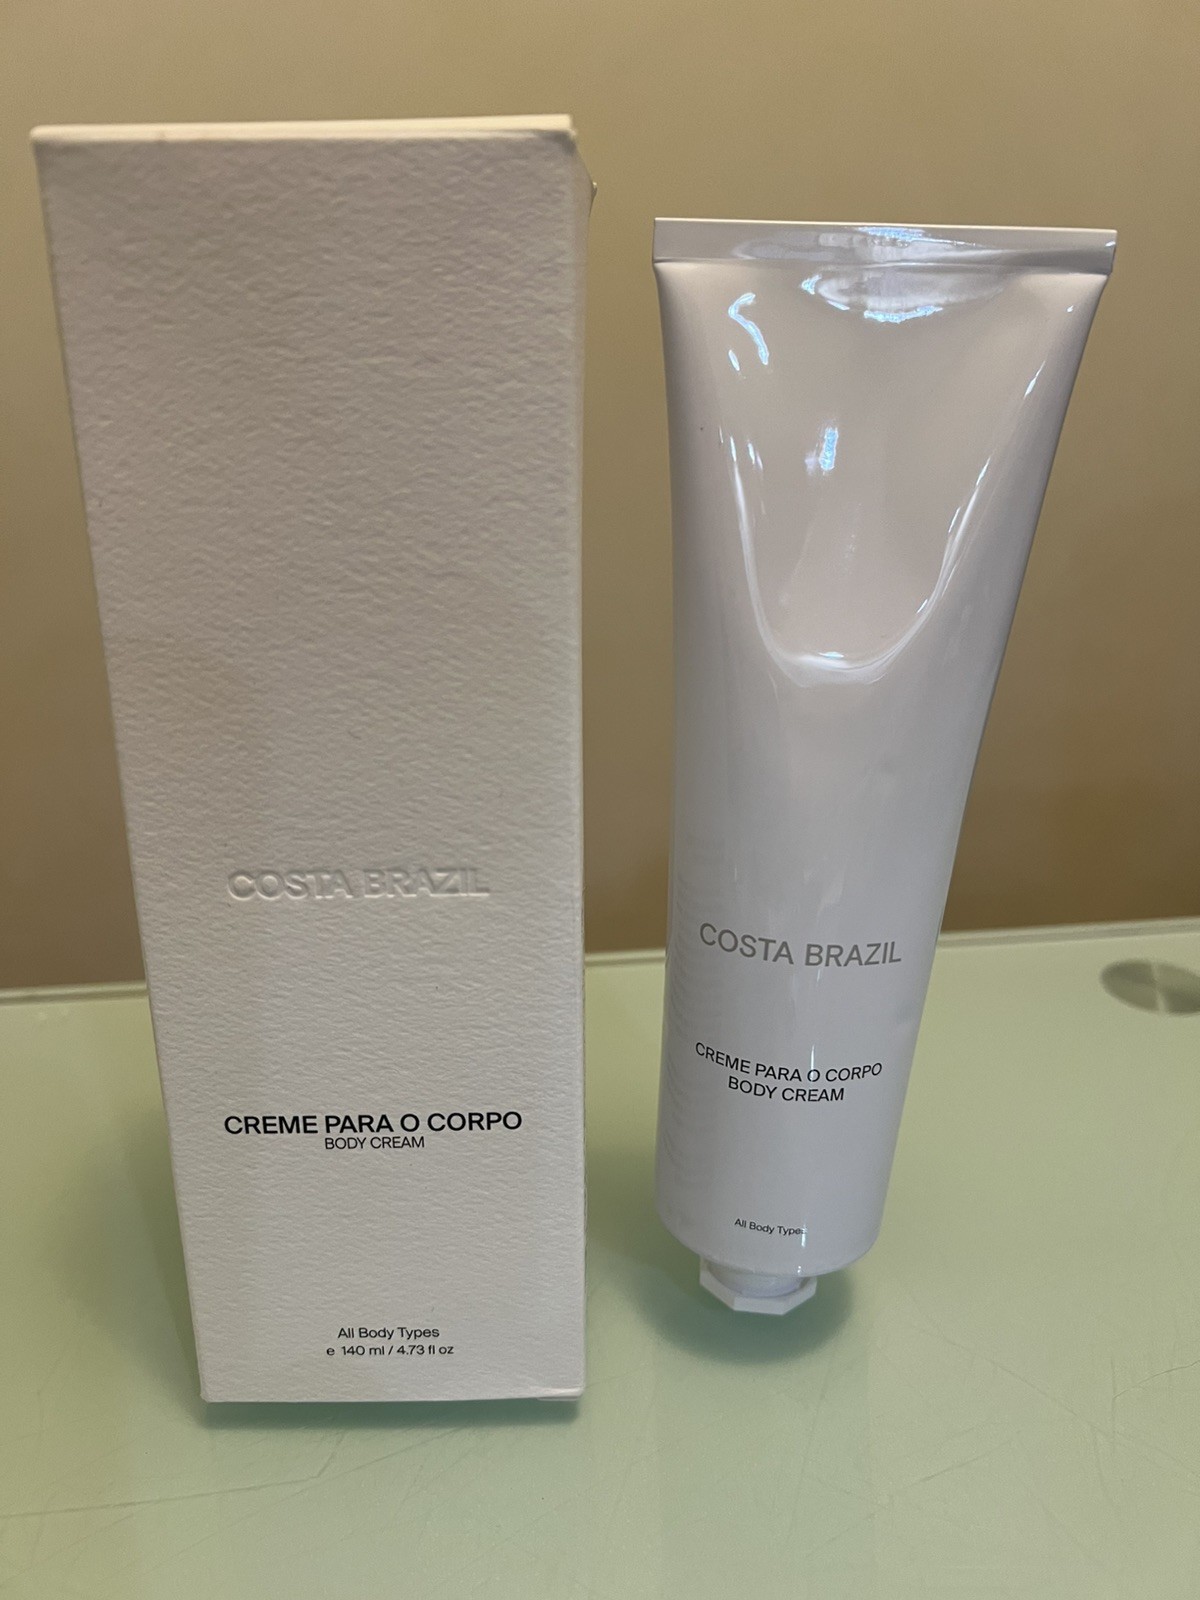 COSTA BRAZIL
CREME PARA O CORPO
BODY CREAM
All Body Types
e 140 ml / 4.73 fl oz
COSTA BRAZIL
CREME PARA O CORPO
BODY CREAM
All Body Types